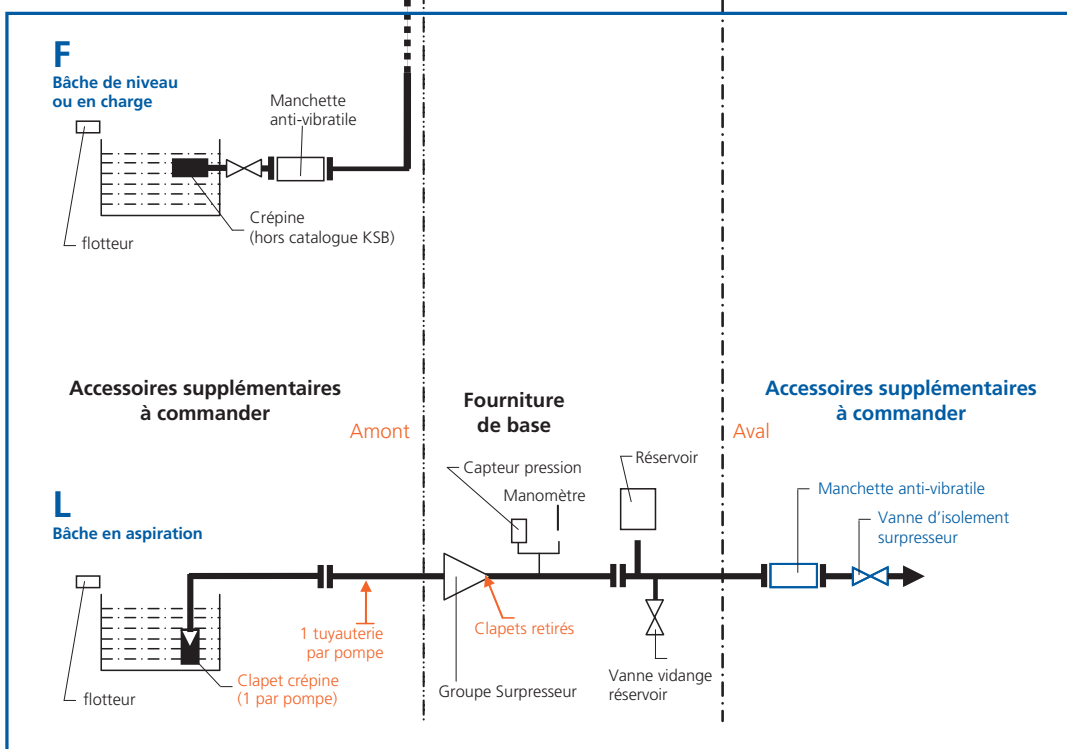 F
Bâche de niveau
ou en charge
Manchette
anti-vibratile
Crépine
(hors catalogue KSB)
flotteur
Accessoires supplémentaires
à commander
Amont
Fourniture
de base
Aval
Accessoires supplémentaires
à commander
L
Bâche en aspiration
Capteur pression
Manomètre
Réservoir
Manchette anti-vibratile
Vanne d'isolement
surpresseur
1 tuyauterie
par pompe
Clapets retirés
Clapet crépine
(1 par pompe)
flotteur
Groupe Surpresseur
Vanne vidange
réservoir